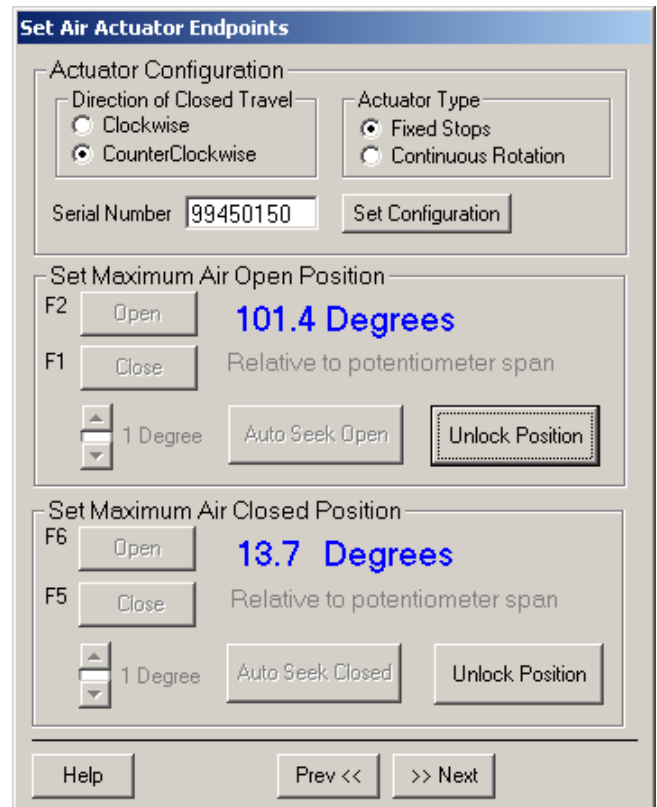 Set Air Actuator Endpoints
Actuator Configuration
Direction of Closed Travel
Clockwise
CounterClockwise
Actuator Type
Fixed Stops
Continuous Rotation
Serial Number 99450150 Set Configuration
Set Maximum Air Open Position
F2 Open 101.4 Degrees
F1 Close Relative to potentiometer span
1 Degree Auto Seek Open Unlock Position
Set Maximum Air Closed Position
F6 Open 13.7 Degrees
F5 Close Relative to potentiometer span
1 Degree Auto Seek Closed Unlock Position
Help Prev << >> Next